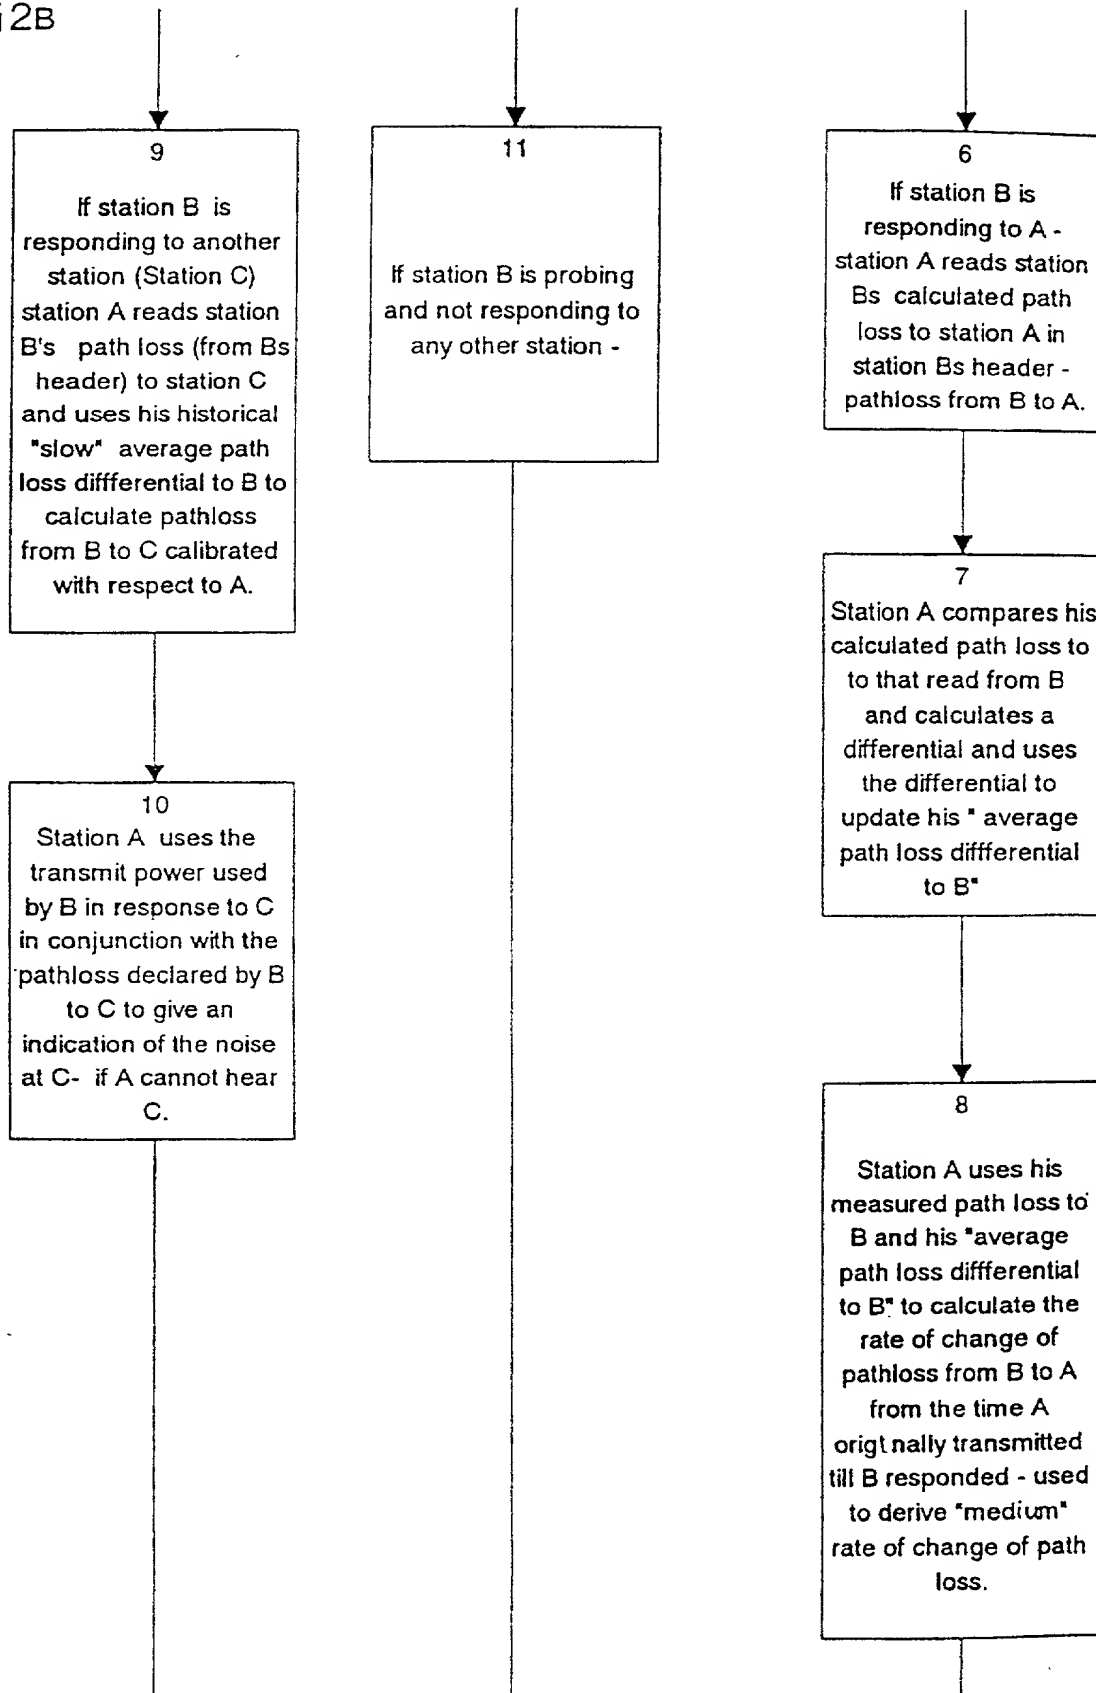 2B
9
If station B is
responding to another
station (Station C)
station A reads station
B's path loss (from Bs
header) to station C
and uses his historical
"slow" average path
loss diffferential to B to
calculate pathloss
from B to C calibrated
with respect to A.
10
Station A uses the
transmit power used
by B in response to C
in conjunction with the
pathloss declared by B
to C to give an
indication of the noise
at C- if A cannot hear
C.
11
If station B is probing
and not responding to
any other station -
6
If station B is
responding to A -
station A reads station
Bs calculated path
loss to station A in
station Bs header -
pathloss from B to A.
7
Station A compares his
calculated path loss to
to that read from B
and calculates a
differential and uses
the differential to
update his " average
path loss diffferential
to B"
8
Station A uses his
measured path loss to
B and his "average
path loss diffferential
to B" to calculate the
rate of change of
pathloss from B to A
from the time A
origt nally transmitted
till B responded - used
to derive "medium"
rate of change of path
loss.